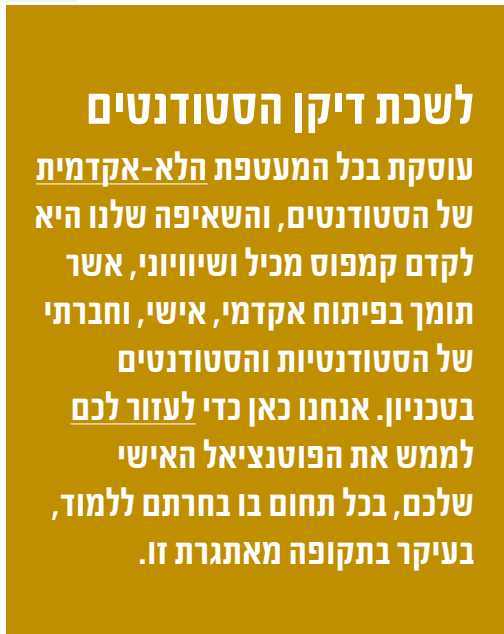 לשכת דיקן הסטודנטים
עוסקת בכל המעטפת הלא-אקדמית
של הסטודנטים, והשאיפה שלנו היא
לקדם קמפוס מכיל ושיוויוני, אשר
תומך בפיתוח אקדמי, אישי, וחברתי
של הסטודנטיות והסטודנטים
בטכניון. אנחנו כאן כדי לעזור לכם
לממש את הפוטנציאל האישי
שלכם, בכל תחום בו בחרתם ללמוד,
בעיקר בתקופה מאתגרת זו.